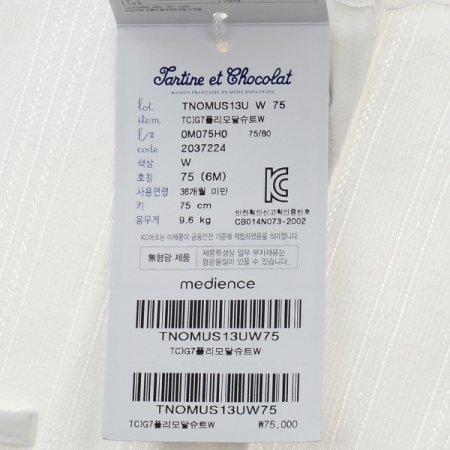 Tartine et Chocolat
MAISON FRANÇAISE DE MODE ENFANTINE
lot TNOMUS13U W 75
item TC)G7플리모달슈트W
l/# 0M075H0 75/80
code 2037224
색상 W
호칭 75 (6M)
사용연령 36개월 미만
키 75 cm
몸무게 9.6 kg
안전확인신고확인증번호
CB014N073-2002
KC마크는 이제품이 공통안전 기준에 적합하였음을 의미합니다.
無형광 제품
제품특성상 일부 부자재류는
형광물질이 있을 수 있습니다.
medience
TNOMUS13UW75
TC)G7플리모달슈트W
TNOMUS13UW75
TC)G7플리모달슈트W ₩75,000